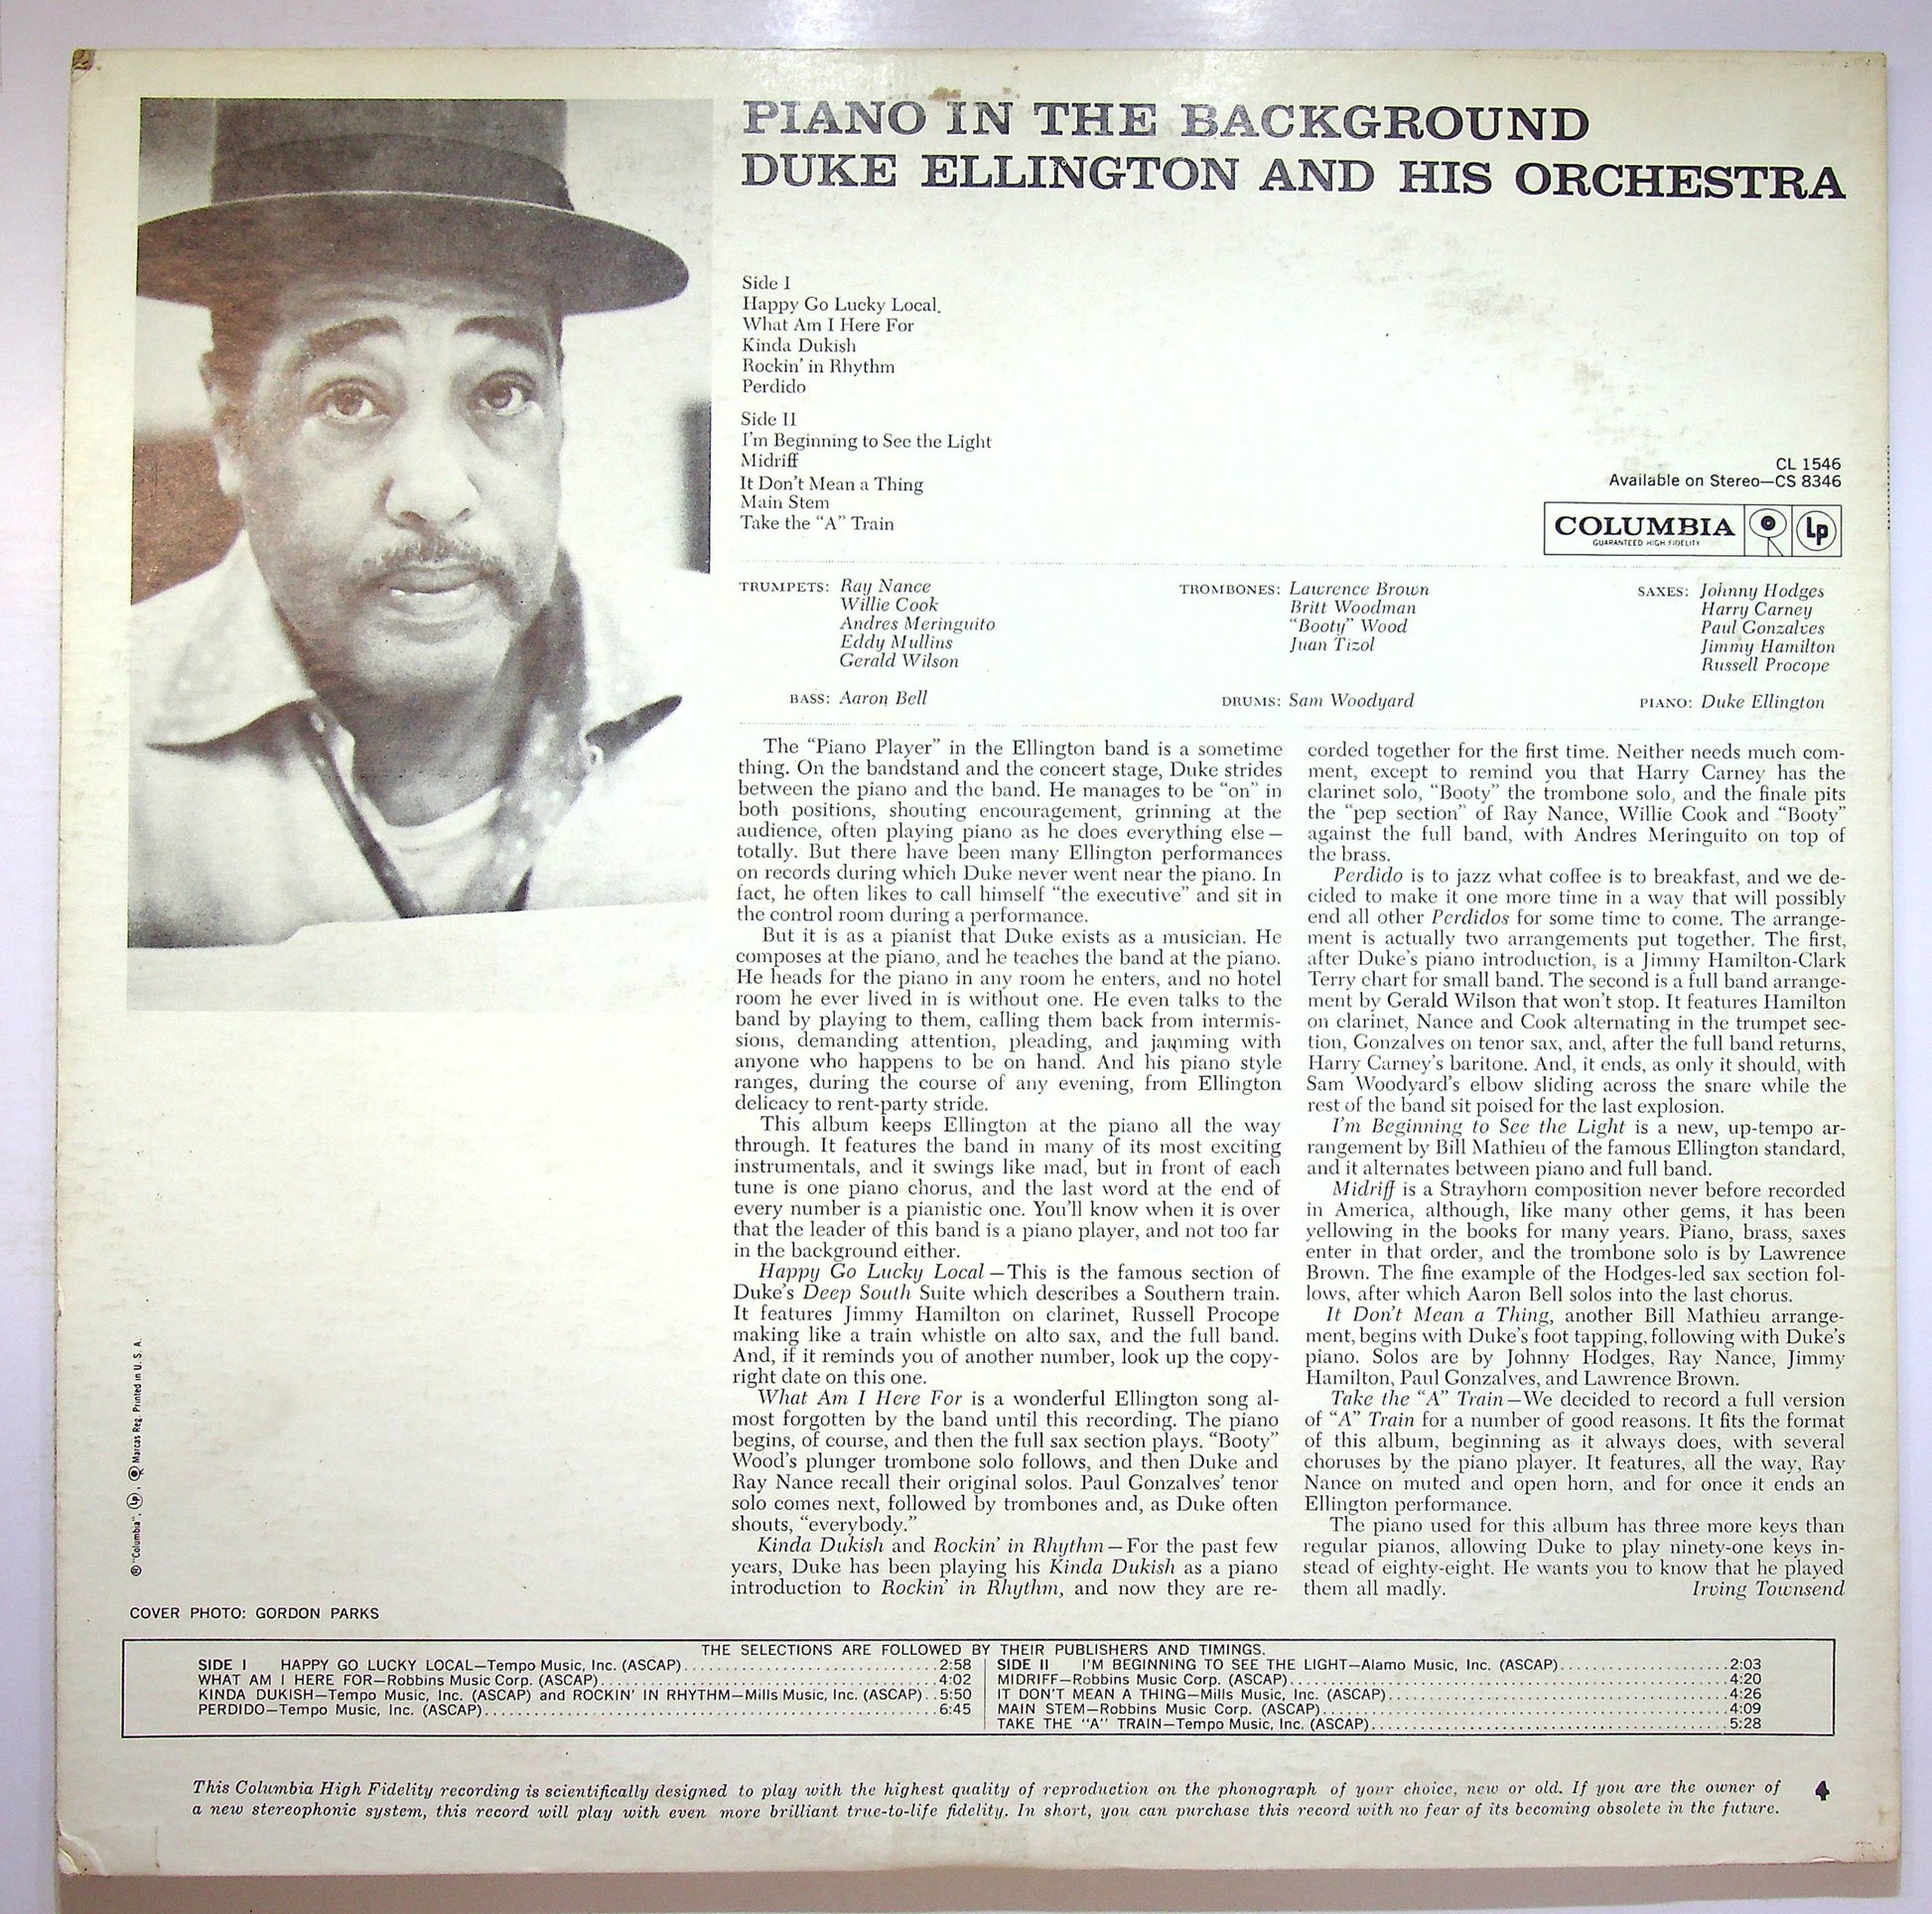 PIANO IN THE BACKGROUND
DUKE ELLINGTON AND HIS ORCHESTRA
Side I
Happy Go Lucky Local.
What Am I Here For
Kinda Dukish
Rockin' in Rhythm
Perdido
Side II
I'm Beginning to See the Light
Midriff
It Don't Mean a Thing
Main Stem
Take the “A” Train
CL 1546
Available on Stereo—CS 8346
COLUMBIA
GUARANTEED HIGH FIDELITY
Lp
TRUMPETS: Ray Nance
Willie Cook
Andres Meringuito
Eddy Mullins
Gerald Wilson
TROMBONES: Lawrence Brown
Britt Woodman
“Booty” Wood
Juan Tizol
SAXES: Johnny Hodges
Harry Carney
Paul Gonzalves
Jimmy Hamilton
Russell Procope
BASS: Aaron Bell
DRUMS: Sam Woodyard
PIANO: Duke Ellington
The “Piano Player” in the Ellington band is a sometime
thing. On the bandstand and the concert stage, Duke strides
between the piano and the band. He manages to be “on” in
both positions, shouting encouragement, grinning at the
audience, often playing piano as he does everything else—
totally. But there have been many Ellington performances
on records during which Duke never went near the piano. In
fact, he often likes to call himself “the executive” and sit in
the control room during a performance.
But it is as a pianist that Duke exists as a musician. He
composes at the piano, and he teaches the band at the piano.
He heads for the piano in any room he enters, and no hotel
room he ever lived in is without one. He even talks to the
band by playing to them, calling them back from intermis-
sions, demanding attention, pleading, and jamming with
anyone who happens to be on hand. And his piano style
ranges, during the course of any evening, from Ellington
delicacy to rent-party stride.
This album keeps Ellington at the piano all the way
through. It features the band in many of its most exciting
instrumentals, and it swings like mad, but in front of each
tune is one piano chorus, and the last word at the end of
every number is a pianistic one. You'll know when it is over
that the leader of this band is a piano player, and not too far
in the background either.
Happy Go Lucky Local—This is the famous section of
Duke's Deep South Suite which describes a Southern train.
It features Jimmy Hamilton on clarinet, Russell Procope
making like a train whistle on alto sax, and the full band.
And, if it reminds you of another number, look up the copy-
right date on this one.
What Am I Here For is a wonderful Ellington song al-
most forgotten by the band until this recording. The piano
begins, of course, and then the full sax section plays. “Booty”
Wood's plunger trombone solo follows, and then Duke and
Ray Nance recall their original solos. Paul Gonzalves' tenor
solo comes next, followed by trombones and, as Duke often
shouts, “everybody.”
Kinda Dukish and Rockin' in Rhythm—For the past few
years, Duke has been playing his Kinda Dukish as a piano
introduction to Rockin' in Rhythm, and now they are re-
corded together for the first time. Neither needs much com-
ment, except to remind you that Harry Carney has the
clarinet solo, “Booty” the trombone solo, and the finale pits
the “pep section” of Ray Nance, Willie Cook and “Booty”
against the full band, with Andres Meringuito on top of
the brass.
Perdido is to jazz what coffee is to breakfast, and we de-
cided to make it one more time in a way that will possibly
end all other Perdidos for some time to come. The arrange-
ment is actually two arrangements put together. The first,
after Duke's piano introduction, is a Jimmy Hamilton-Clark
Terry chart for small band. The second is a full band arrange-
ment by Gerald Wilson that won't stop. It features Hamilton
on clarinet, Nance and Cook alternating in the trumpet sec-
tion, Gonzalves on tenor sax, and, after the full band returns,
Harry Carney's baritone. And, it ends, as only it should, with
Sam Woodyard's elbow sliding across the snare while the
rest of the band sit poised for the last explosion.
I'm Beginning to See the Light is a new, up-tempo ar-
rangement by Bill Mathieu of the famous Ellington standard,
and it alternates between piano and full band.
Midriff is a Strayhorn composition never before recorded
in America, although, like many other gems, it has been
yellowing in the books for many years. Piano, brass, saxes
enter in that order, and the trombone solo is by Lawrence
Brown. The fine example of the Hodges-led sax section fol-
lows, after which Aaron Bell solos into the last chorus.
It Don't Mean a Thing, another Bill Mathieu arrange-
ment, begins with Duke's foot tapping, following with Duke's
piano. Solos are by Johnny Hodges, Ray Nance, Jimmy
Hamilton, Paul Gonzalves, and Lawrence Brown.
Take the “A” Train—We decided to record a full version
of “A” Train for a number of good reasons. It fits the format
of this album, beginning as it always does, with several
choruses by the piano player. It features, all the way, Ray
Nance on muted and open horn, and for once it ends an
Ellington performance.
The piano used for this album has three more keys than
regular pianos, allowing Duke to play ninety-one keys in-
stead of eighty-eight. He wants you to know that he played
them all madly. Irving Townsend
® “Columbia”, Lp, Marcas Reg. Printed in U. S. A.
COVER PHOTO: GORDON PARKS
THE SELECTIONS ARE FOLLOWED BY THEIR PUBLISHERS AND TIMINGS.
SIDE I HAPPY GO LUCKY LOCAL—Tempo Music, Inc. (ASCAP) 2:58
WHAT AM I HERE FOR—Robbins Music Corp. (ASCAP) 4:02
KINDA DUKISH—Tempo Music, Inc. (ASCAP) and ROCKIN' IN RHYTHM—Mills Music, Inc. (ASCAP) 5:50
PERDIDO—Tempo Music, Inc. (ASCAP) 6:45
SIDE II I'M BEGINNING TO SEE THE LIGHT—Alamo Music, Inc. (ASCAP) 2:03
MIDRIFF—Robbins Music Corp. (ASCAP) 4:20
IT DON'T MEAN A THING—Mills Music, Inc. (ASCAP) 4:26
MAIN STEM—Robbins Music Corp. (ASCAP) 4:09
TAKE THE “A” TRAIN—Tempo Music, Inc. (ASCAP) 5:28
This Columbia High Fidelity recording is scientifically designed to play with the highest quality of reproduction on the phonograph of your choice, new or old. If you are the owner of
a new stereophonic system, this record will play with even more brilliant true-to-life fidelity. In short, you can purchase this record with no fear of its becoming obsolete in the future.
4